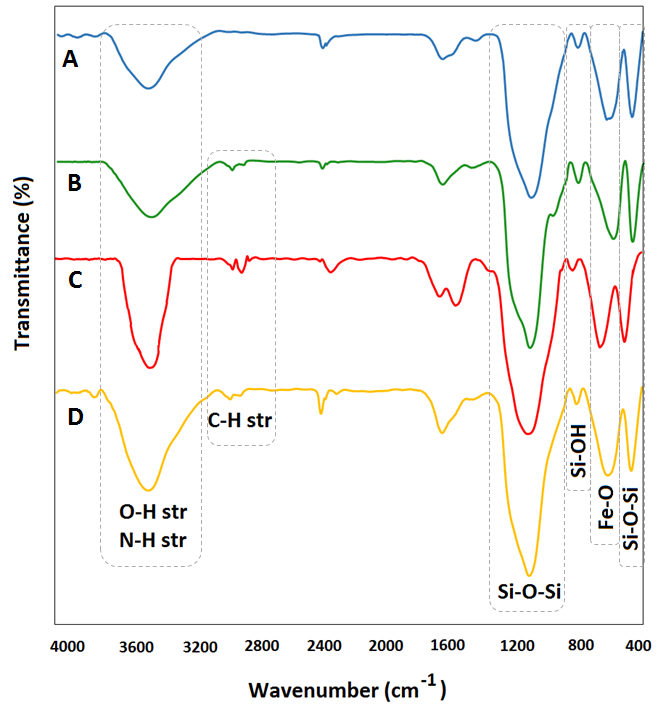 A
B
C
D
Transmittance (%)
C-H str
O-H str
N-H str
Si-O-Si
Si-OH
Fe-O
Si-O-Si
4000 3600 3200 2800 2400 2000 1600 1200 800 400
Wavenumber (cm⁻¹)